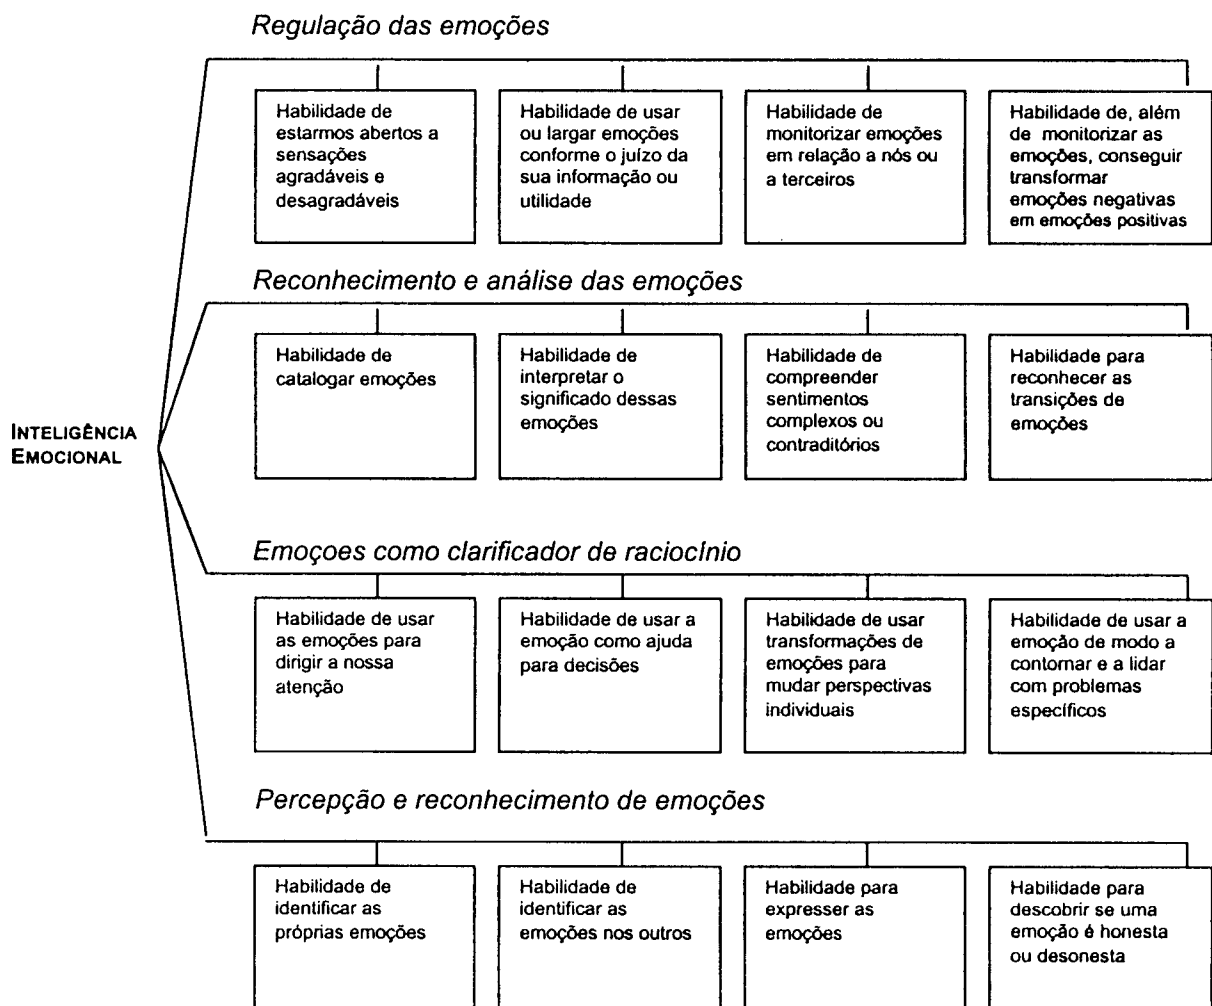 Regulação das emoções
Habilidade de
estarmos abertos a
sensações
agradáveis e
desagradáveis
Habilidade de usar
ou largar emoções
conforme o juízo da
sua informação ou
utilidade
Habilidade de
monitorizar emoções
em relação a nós ou
a terceiros
Habilidade de, além
de monitorizar as
emoções, conseguir
transformar
emoções negativas
em emoções positivas
Reconhecimento e análise das emoções
Habilidade de
catalogar emoções
Habilidade de
interpretar o
significado dessas
emoções
Habilidade de
compreender
sentimentos
complexos ou
contraditórios
Habilidade para
reconhecer as
transições de
emoções
INTELIGÊNCIA
EMOCIONAL
Emoçoes como clarificador de raciocínio
Habilidade de usar
as emoções para
dirigir a nossa
atenção
Habilidade de usar a
emoção como ajuda
para decisões
Habilidade de usar
transformações de
emoções para
mudar perspectivas
individuais
Habilidade de usar a
emoção de modo a
contornar e a lidar
com problemas
específicos
Percepção e reconhecimento de emoções
Habilidade de
identificar as
próprias emoções
Habilidade de
identificar as
emoções nos outros
Habilidade para
expresser as
emoções
Habilidade para
descobrir se uma
emoção é honesta
ou desonesta